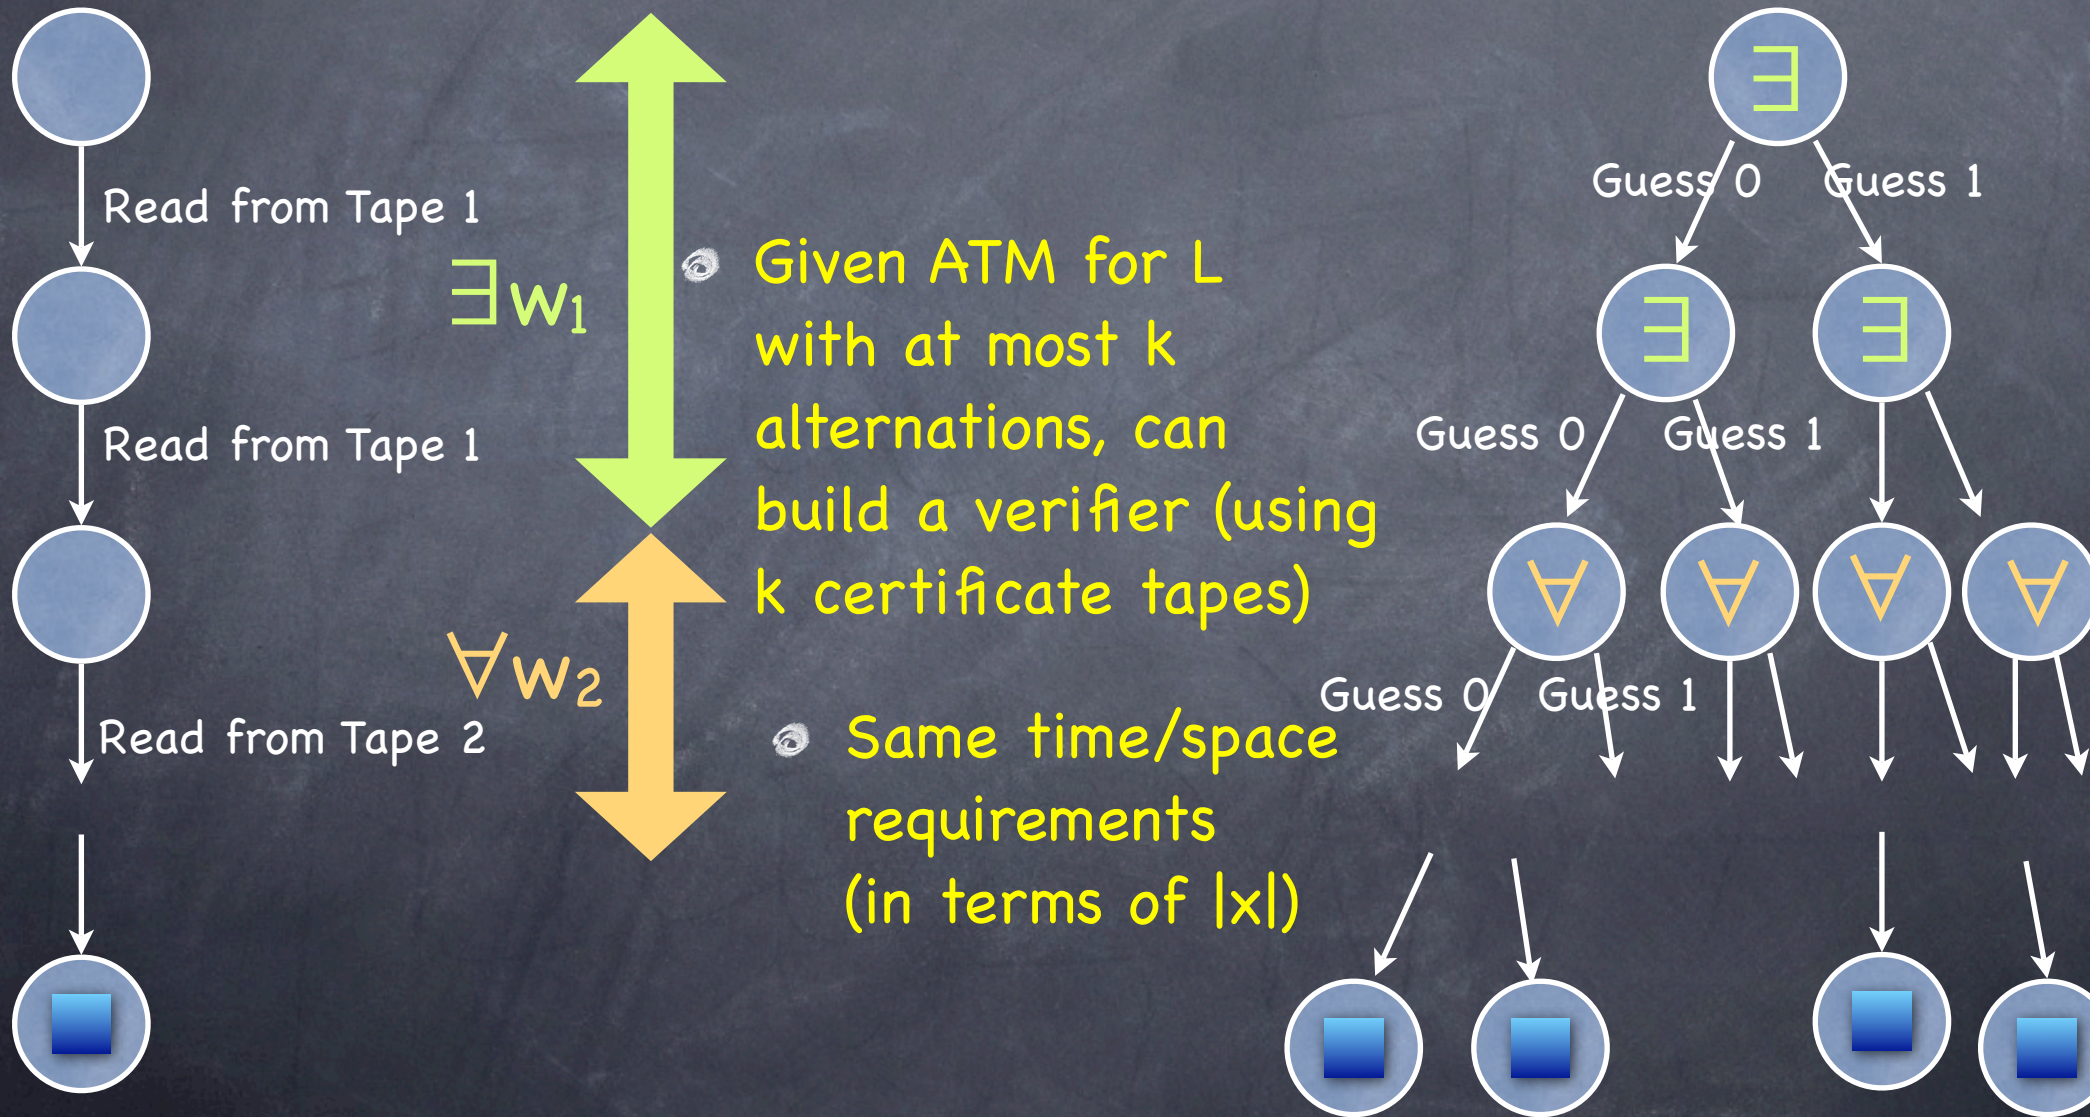 Read from Tape 1
Read from Tape 1
Read from Tape 2
∃w₁
∀w₂
Given ATM for L
with at most k
alternations, can
build a verifier (using
k certificate tapes)
Same time/space
requirements
(in terms of |x|)
∃
Guess 0 Guess 1
∃ ∃
Guess 0 Guess 1
∀ ∀ ∀ ∀
Guess 0 Guess 1